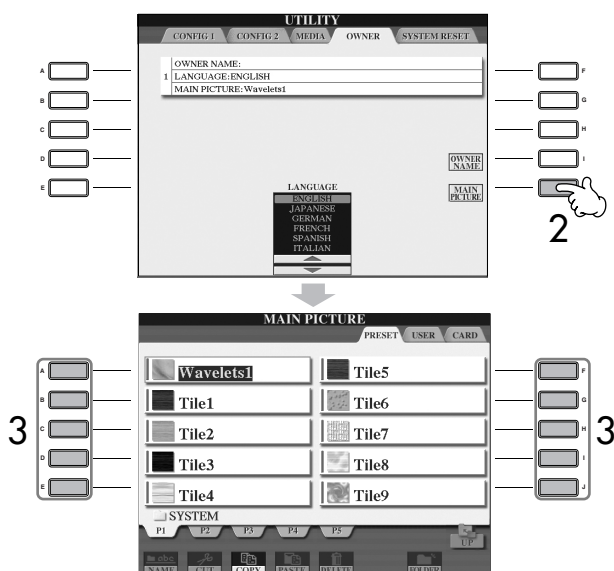 UTILITY
CONFIG 1 CONFIG 2 MEDIA OWNER SYSTEM RESET
OWNER NAME:
1 LANGUAGE:ENGLISH
MAIN PICTURE:Wavelets1
A
B
C
D
E
F
G
H
I
OWNER
NAME
MAIN
PICTURE
2
LANGUAGE
ENGLISH
JAPANESE
GERMAN
FRENCH
SPANISH
ITALIAN
MAIN PICTURE
PRESET USER CARD
A
B
C
D
E
3
Wavelets1
Tile1
Tile2
Tile3
Tile4
Tile5
Tile6
Tile7
Tile8
Tile9
F
G
H
I
J
3
SYSTEM
P1 P2 P3 P4 P5
UP
abc
NAME CUT COPY PASTE DELETE FOLDER